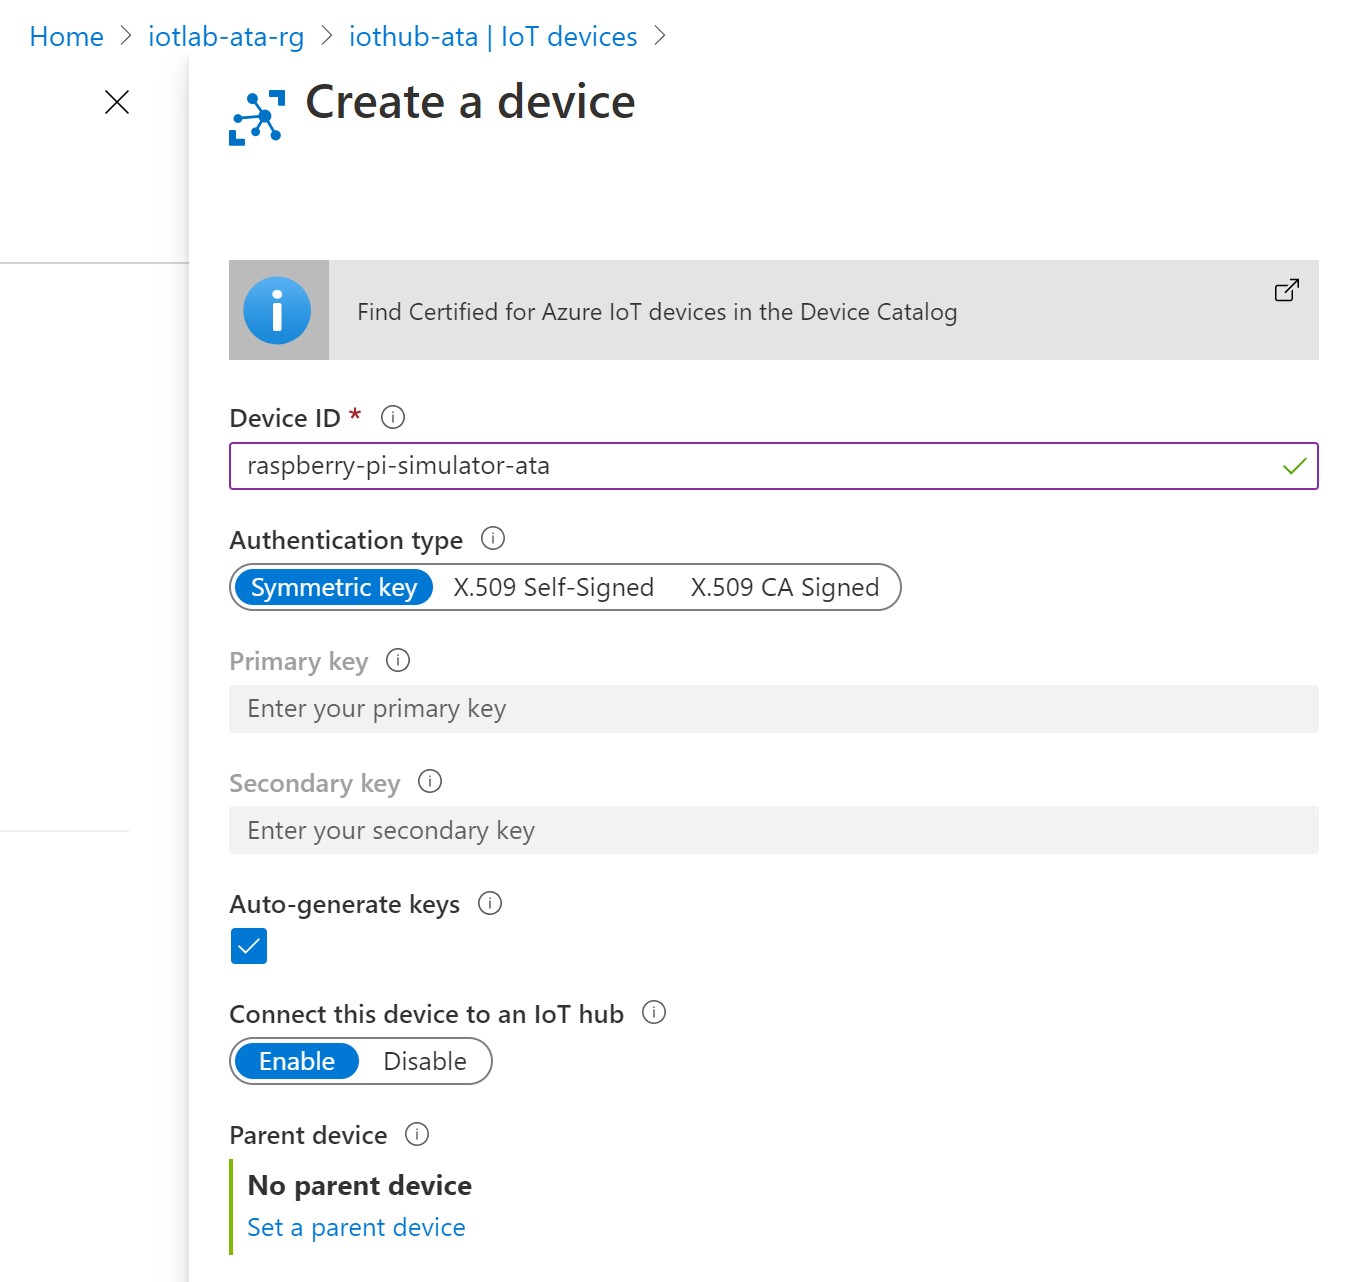 Home > iotlab-ata-rg > iothub-ata | IoT devices >
Create a device
Find Certified for Azure IoT devices in the Device Catalog
Device ID *
raspberry-pi-simulator-ata
Authentication type
Symmetric key X.509 Self-Signed X.509 CA Signed
Primary key
Enter your primary key
Secondary key
Enter your secondary key
Auto-generate keys
Connect this device to an IoT hub
Enable Disable
Parent device
No parent device
Set a parent device